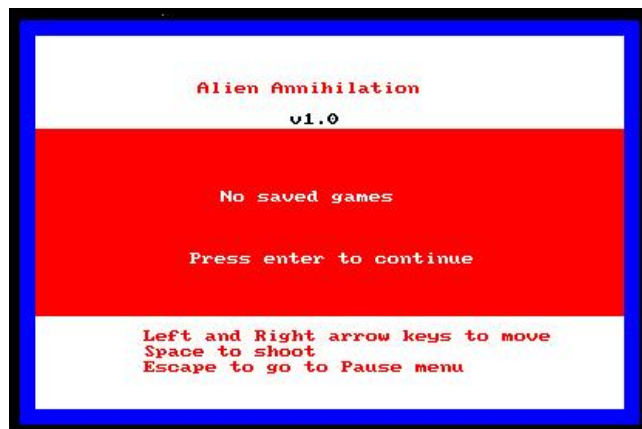 Alien Annihilation
v1.0
No saved games
Press enter to continue
Left and Right arrow keys to move
Space to shoot
Escape to go to Pause menu